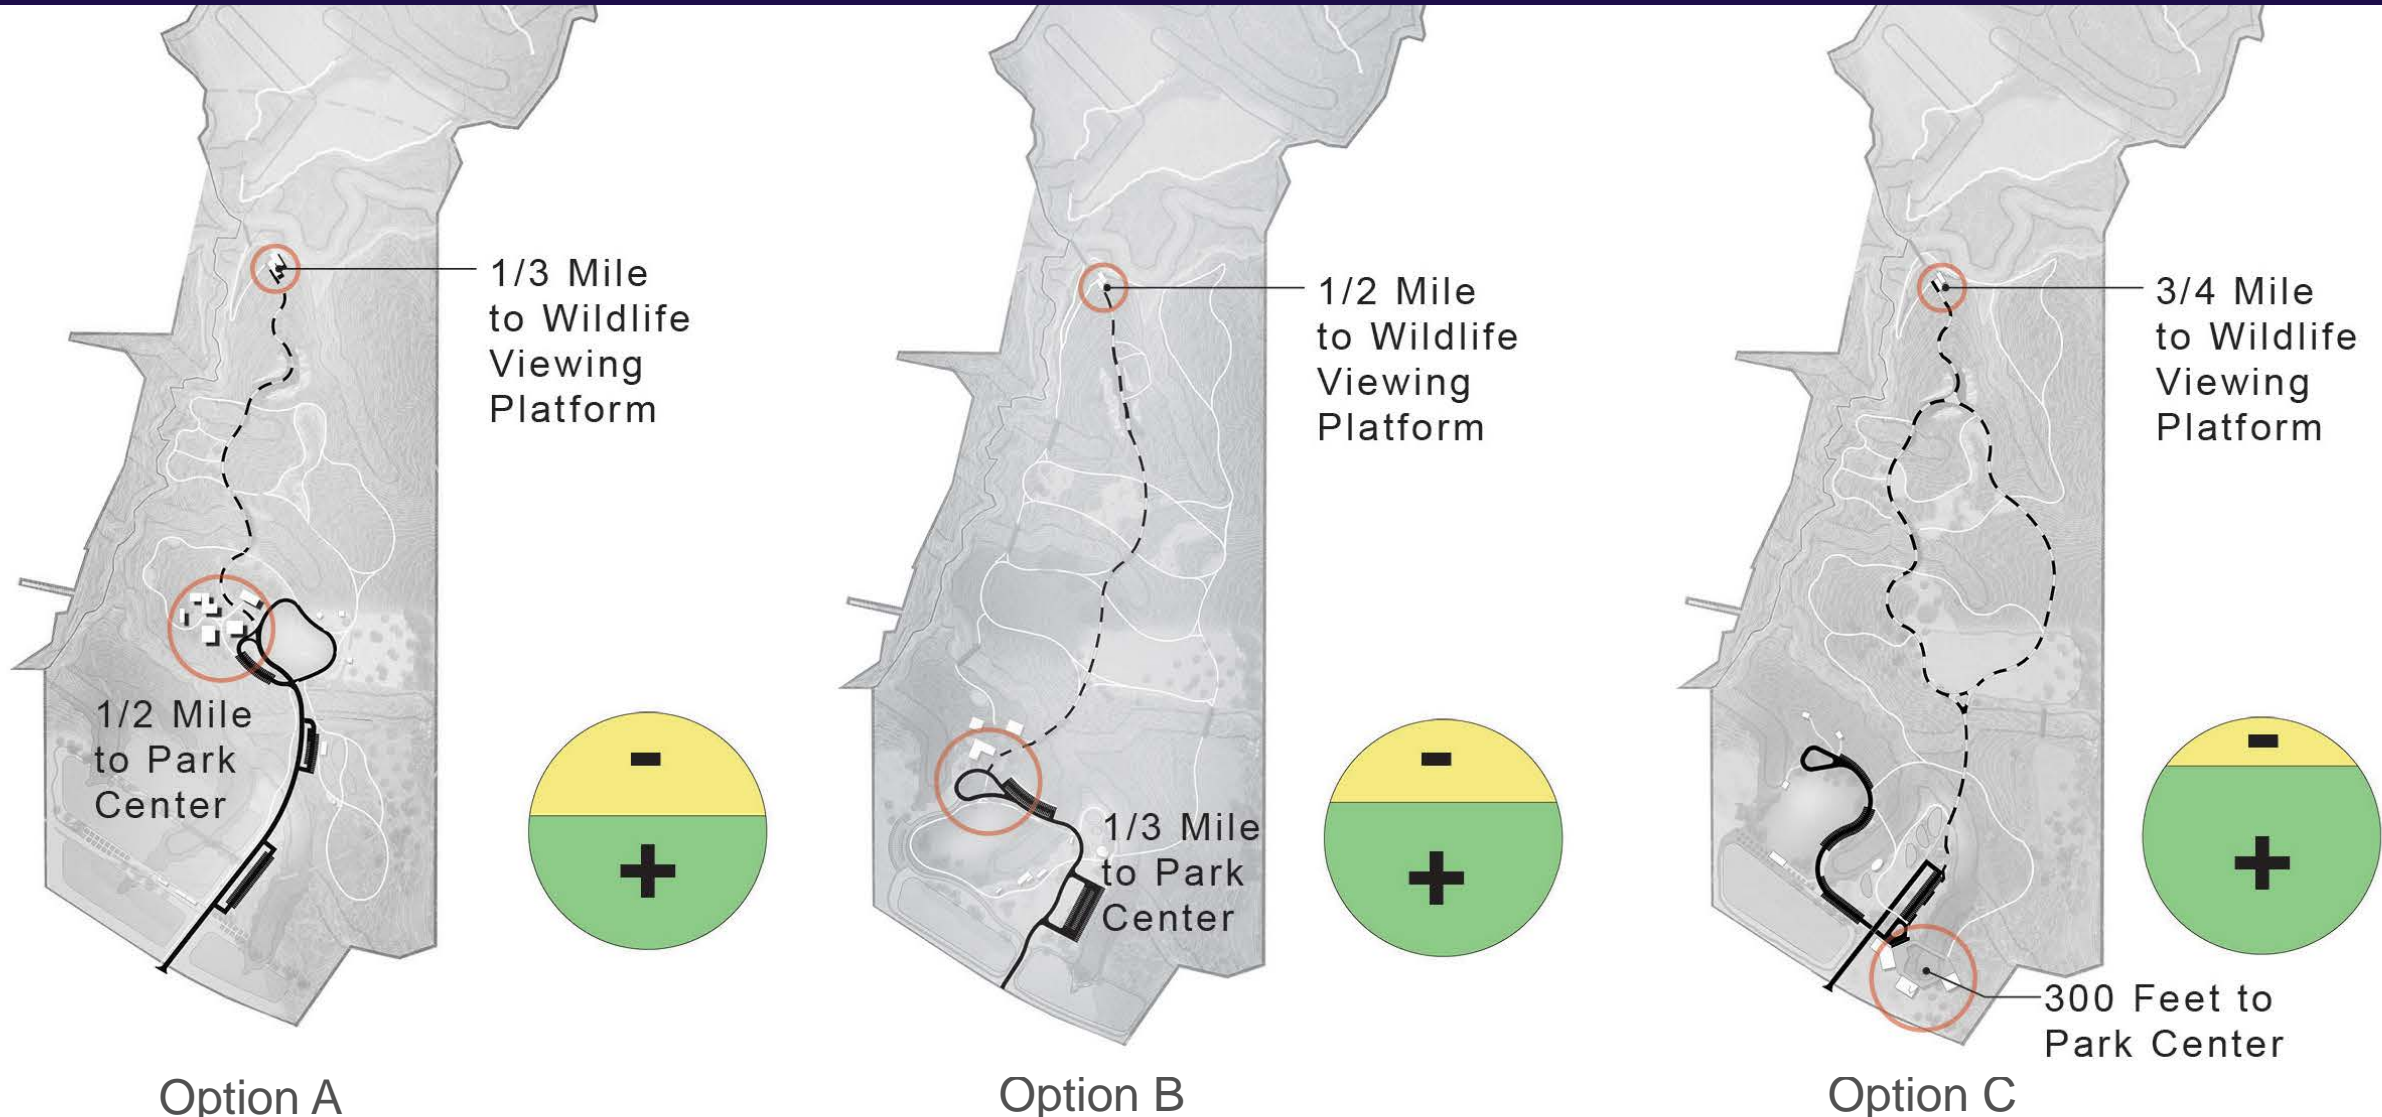 1/3 Mile
to Wildlife
Viewing
Platform
1/2 Mile
to Park
Center
-
+
Option A
1/2 Mile
to Wildlife
Viewing
Platform
1/3 Mile
to Park
Center
-
+
Option B
3/4 Mile
to Wildlife
Viewing
Platform
-
+
300 Feet to
Park Center
Option C